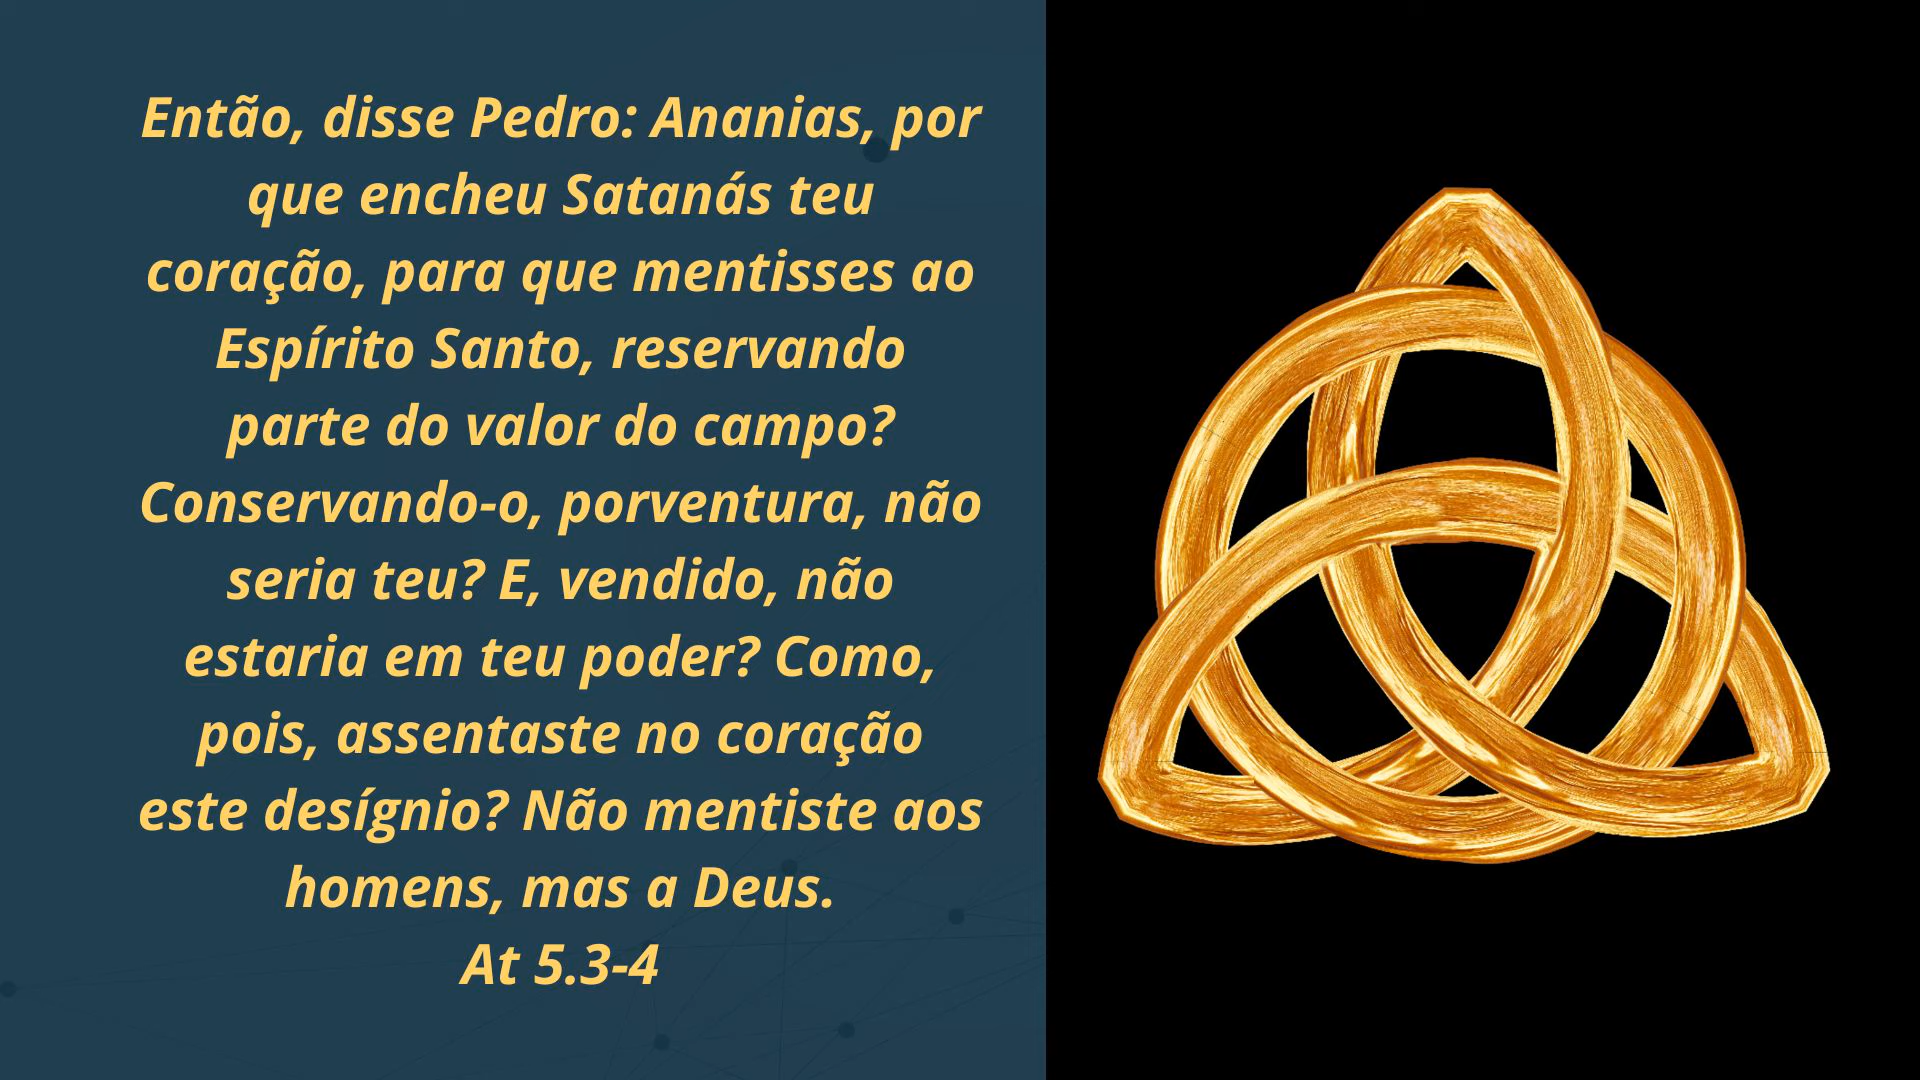 Então, disse Pedro: Ananias, por
que encheu Satanás teu
coração, para que mentisses ao
Espírito Santo, reservando
parte do valor do campo?
Conservando-o, porventura, não
seria teu? E, vendido, não
estaria em teu poder? Como,
pois, assentaste no coração
este desígnio? Não mentiste aos
homens, mas a Deus.
At 5.3-4